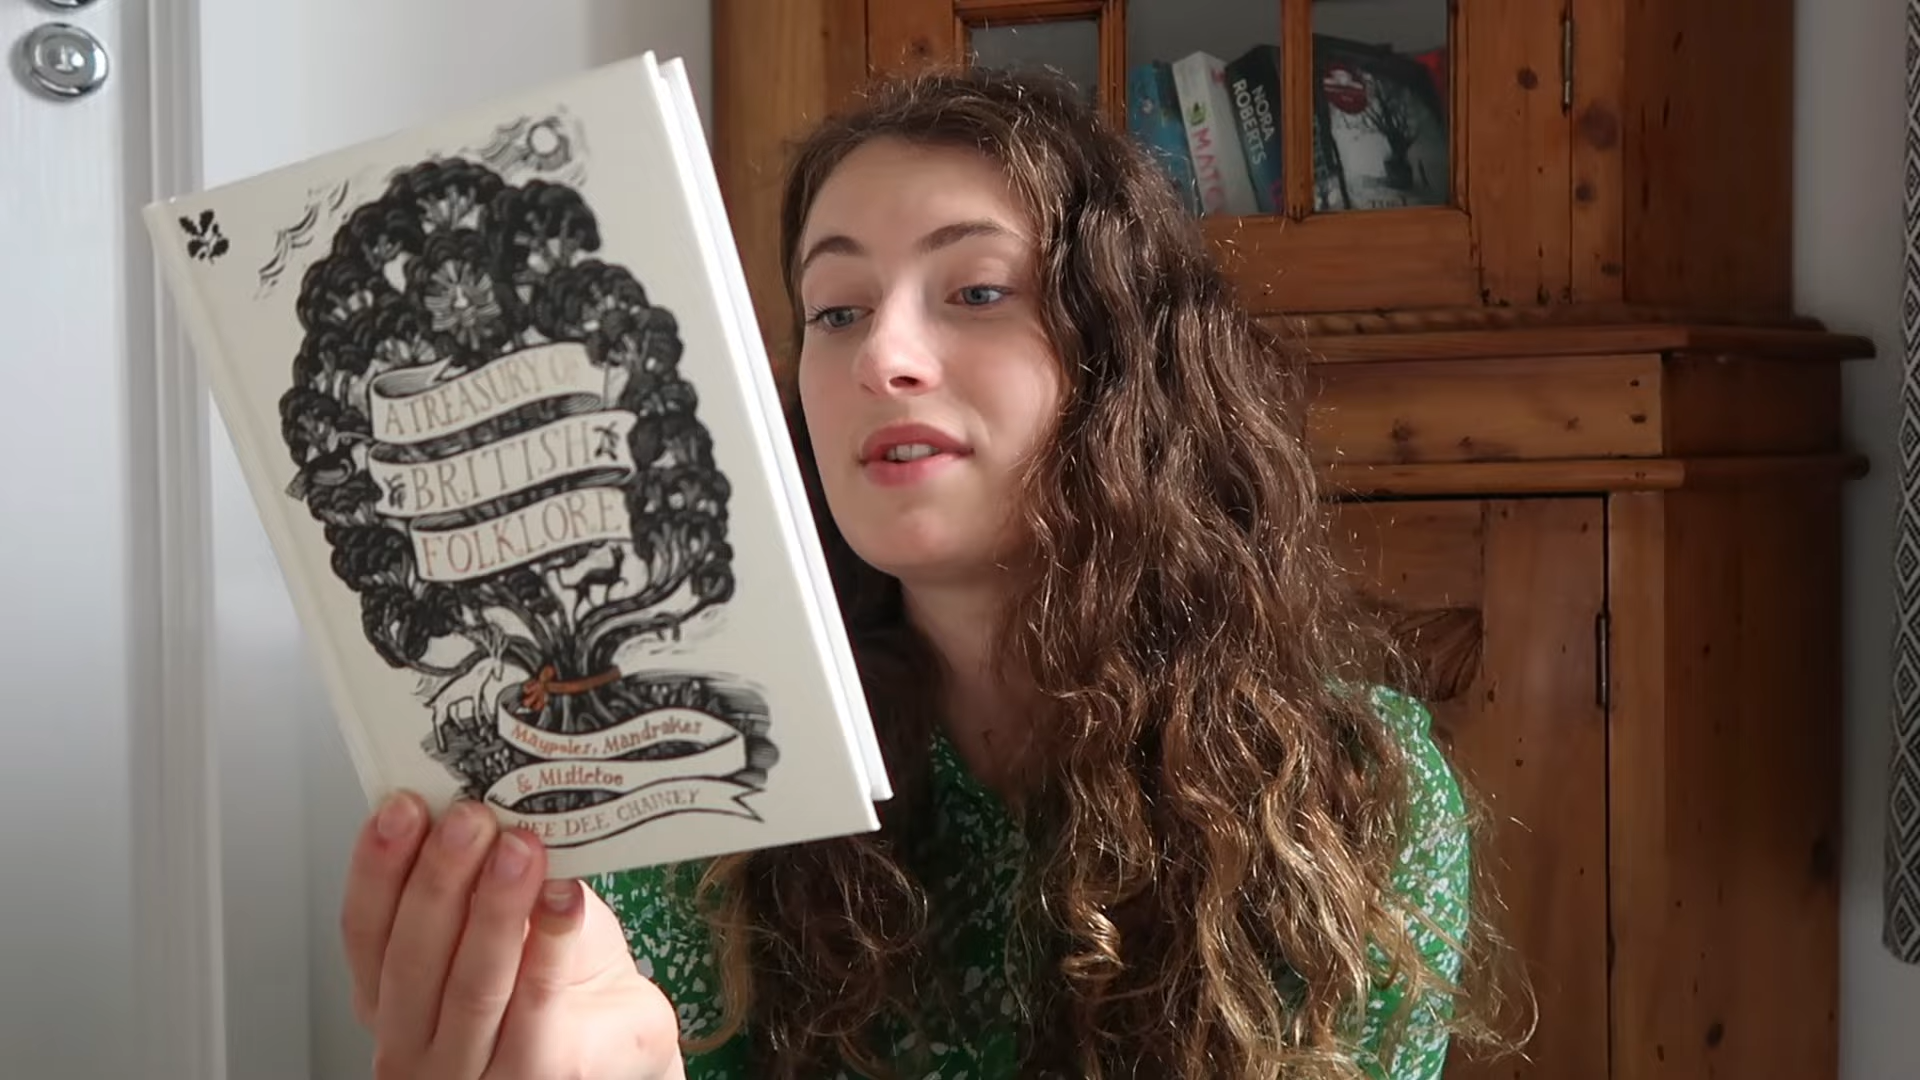 A TREASURY OF
BRITISH
FOLKLORE
Maypoles, Mandrakes
& Mistletoe
DEE DEE CHAINEY
NORA
ROBERTS